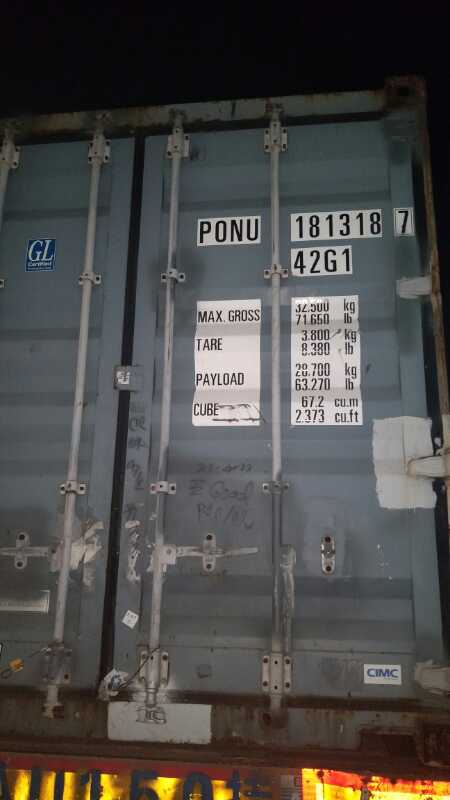 PONU 181318 7
42G1
GL
Certified
MAX. GROSS 32.500 kg
71.650 lb
TARE 3.800 kg
8.380 lb
PAYLOAD 28.700 kg
63.270 lb
CUBE 67.2 cu.m
2.373 cu.ft
Good
CIMC